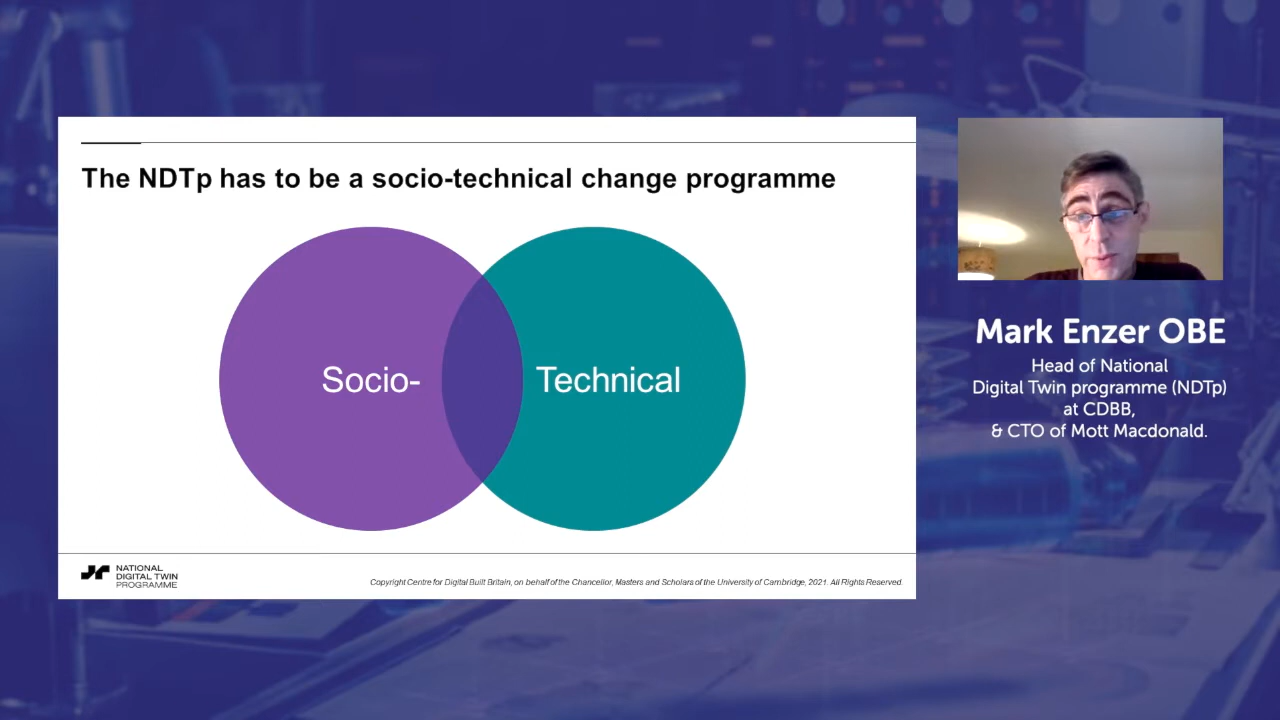 The NDTp has to be a socio-technical change programme
Socio-
Technical
NATIONAL
DIGITAL TWIN
PROGRAMME
Copyright Centre for Digital Built Britain, on behalf of the Chancellor, Masters and Scholars of the University of Cambridge, 2021. All Rights Reserved.
Mark Enzer OBE
Head of National
Digital Twin programme (NDTp)
at CDBB,
& CTO of Mott Macdonald.